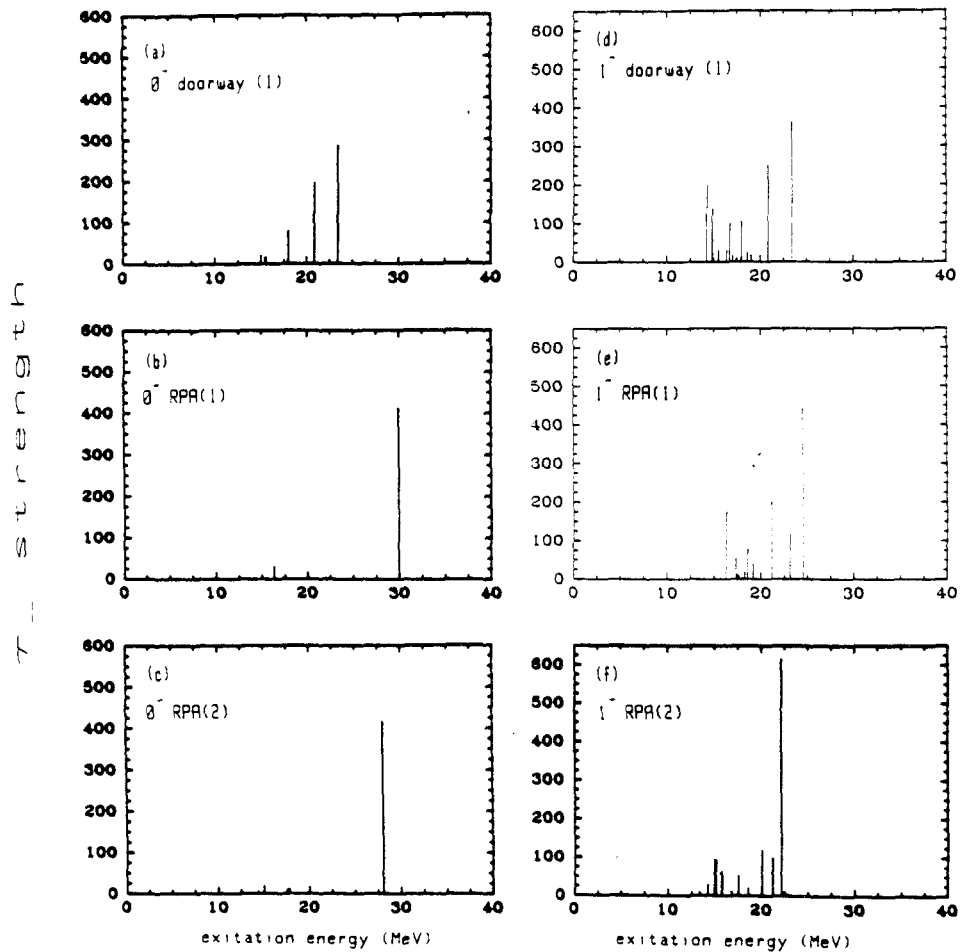 T_ strength
600
500
400
300
200
100
0
(a)
0⁻ doorway (1)
0 10 20 30 40
600
500
400
300
200
100
0
(b)
0⁻ RPA(1)
0 10 20 30 40
600
500
400
300
200
100
0
(c)
0⁻ RPA(2)
0 10 20 30 40
exitation energy (MeV)
600
500
400
300
200
100
0
(d)
1⁻ doorway (1)
0 10 20 30 40
600
500
400
300
200
100
0
(e)
1⁻ RPA(1)
0 10 20 30 40
600
500
400
300
200
100
0
(f)
1⁻ RPA(2)
0 10 20 30 40
exitation energy (MeV)